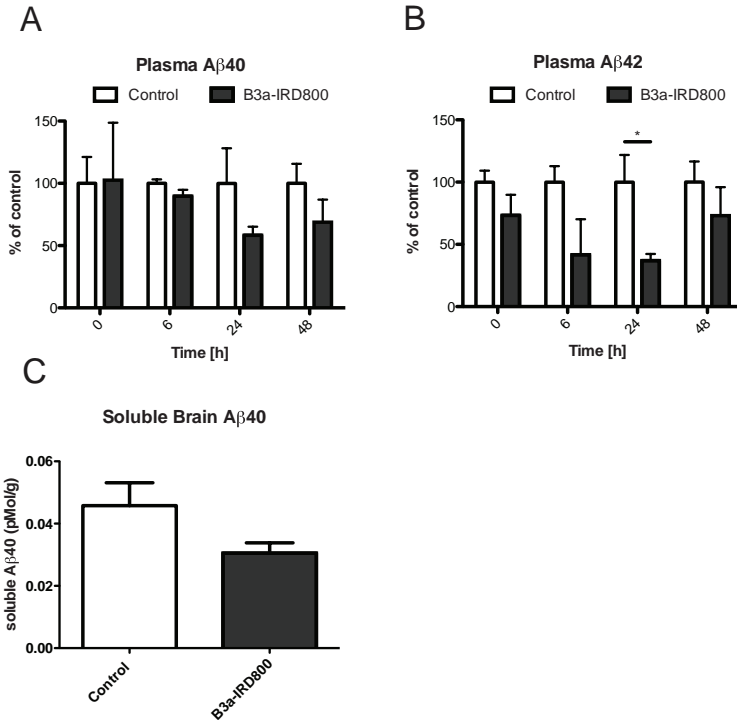 A
Plasma Aβ40
Control B3a-IRD800
% of control
150
100
50
0
0 6 24 48
Time [h]
B
Plasma Aβ42
Control B3a-IRD800
*
% of control
150
100
50
0
0 6 24 48
Time [h]
C
Soluble Brain Aβ40
soluble Aβ40 (pMol/g)
0.06
0.04
0.02
0.00
Control
B3a-IRD800